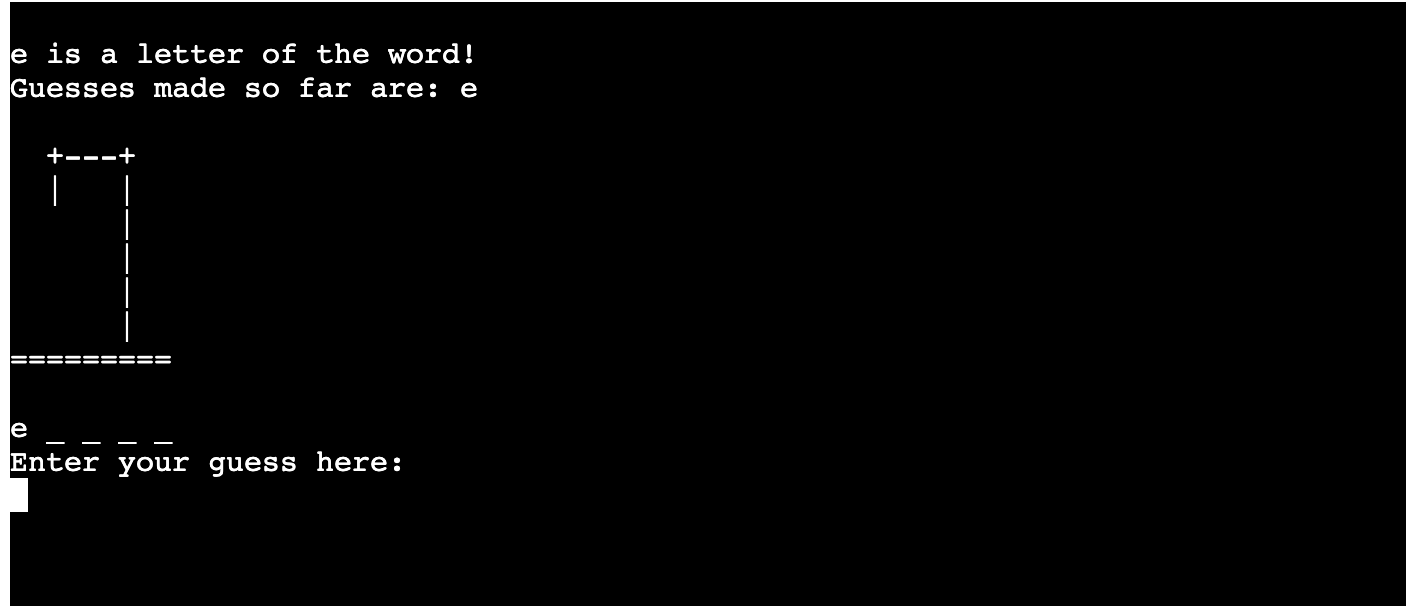 e is a letter of the word!
Guesses made so far are: e
  +---+
  |   |
      |
      |
      |
      |
=========
e _ _ _ _
Enter your guess here: